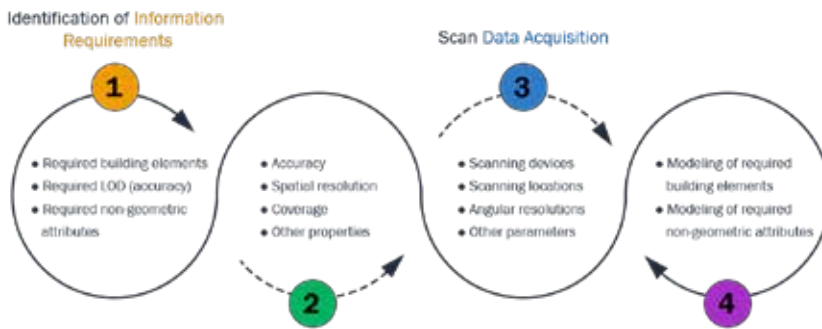 Identification of Information
Requirements
1
• Required building elements
• Required LOD (accuracy)
• Required non-geometric
attributes
• Accuracy
• Spatial resolution
• Coverage
• Other properties
2
Scan Data Acquisition
3
• Scanning devices
• Scanning locations
• Angular resolutions
• Other parameters
• Modeling of required
building elements
• Modeling of required
non-geometric attributes
4